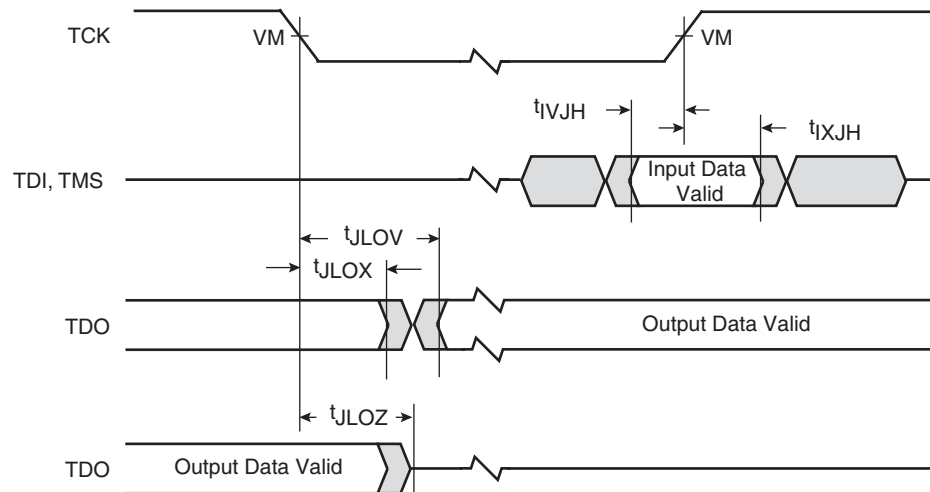 TCK
VM
VM
tIVJH
tIXJH
TDI, TMS
Input Data
Valid
tJLOV
tJLOX
TDO
Output Data Valid
tJLOZ
TDO
Output Data Valid